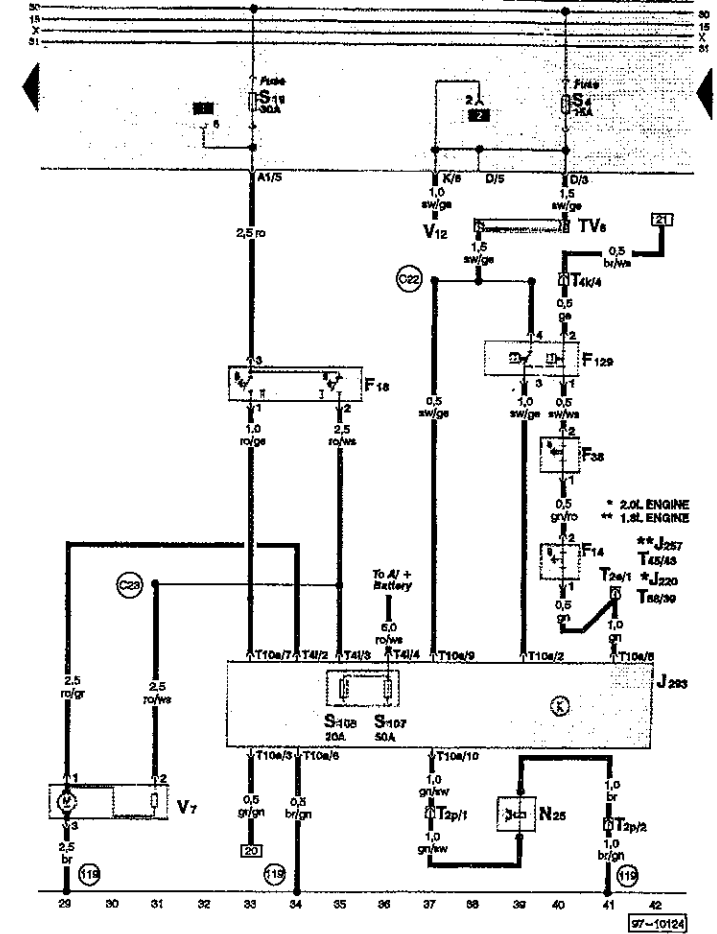 30
30
15
15
X
X
31
31
Fuse
S19
30A
6
2
2
Fuse
S4
15A
A1/5
K/6
D/5
D/3
1,0
sw/ge
V12
1,5
sw/ge
TV6
21
2,5 ro
1,5
sw/ge
0,5
br/ws
C22
T4k/4
0,5
ge
4
2
F129
3
1
3
F18
1
2
0,5
sw/ge
1,0
sw/ge
0,5
sw/ws
1,0
ro/ge
2,5
ro/ws
2
F38
1
0,5
gn/ro
* 2.0L ENGINE
** 1.8L ENGINE
2
F14
1
**J257
T45/43
*J220
T68/39
T2e/1
C23
To A/ +
Battery
6,0
ro/ws
0,5
gn
1,0
gn
T10a/7
T4l/2
T4l/3
T4l/4
T10a/9
T10a/2
T10a/8
J293
K
S108
20A
S107
50A
2,5
ro/gr
2,5
ro/ws
T10a/3
T10a/6
T10a/10
1
2
V7
3
0,5
gr/gn
0,5
br/gn
1,0
gn/sw
T2p/1
1,0
gn/sw
N25
1,0
br
T2p/2
1,0
br/gn
20
2,5
br
119
119
119
29 30 31 32 33 34 35 36 37 38 39 40 41 42
97-10124